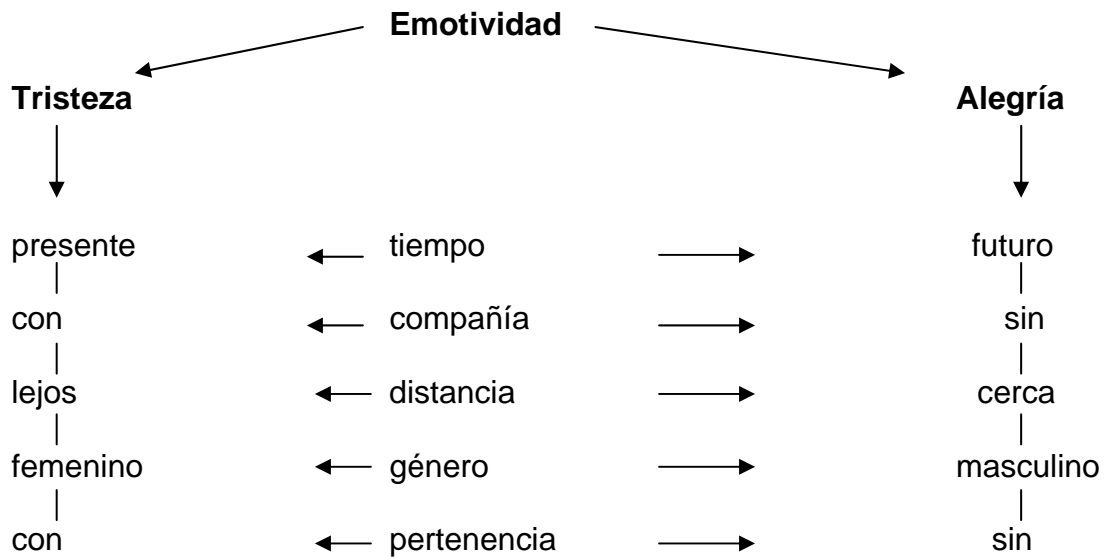 Emotividad
Tristeza Alegría
presente tiempo futuro
con compañía sin
lejos distancia cerca
femenino género masculino
con pertenencia sin